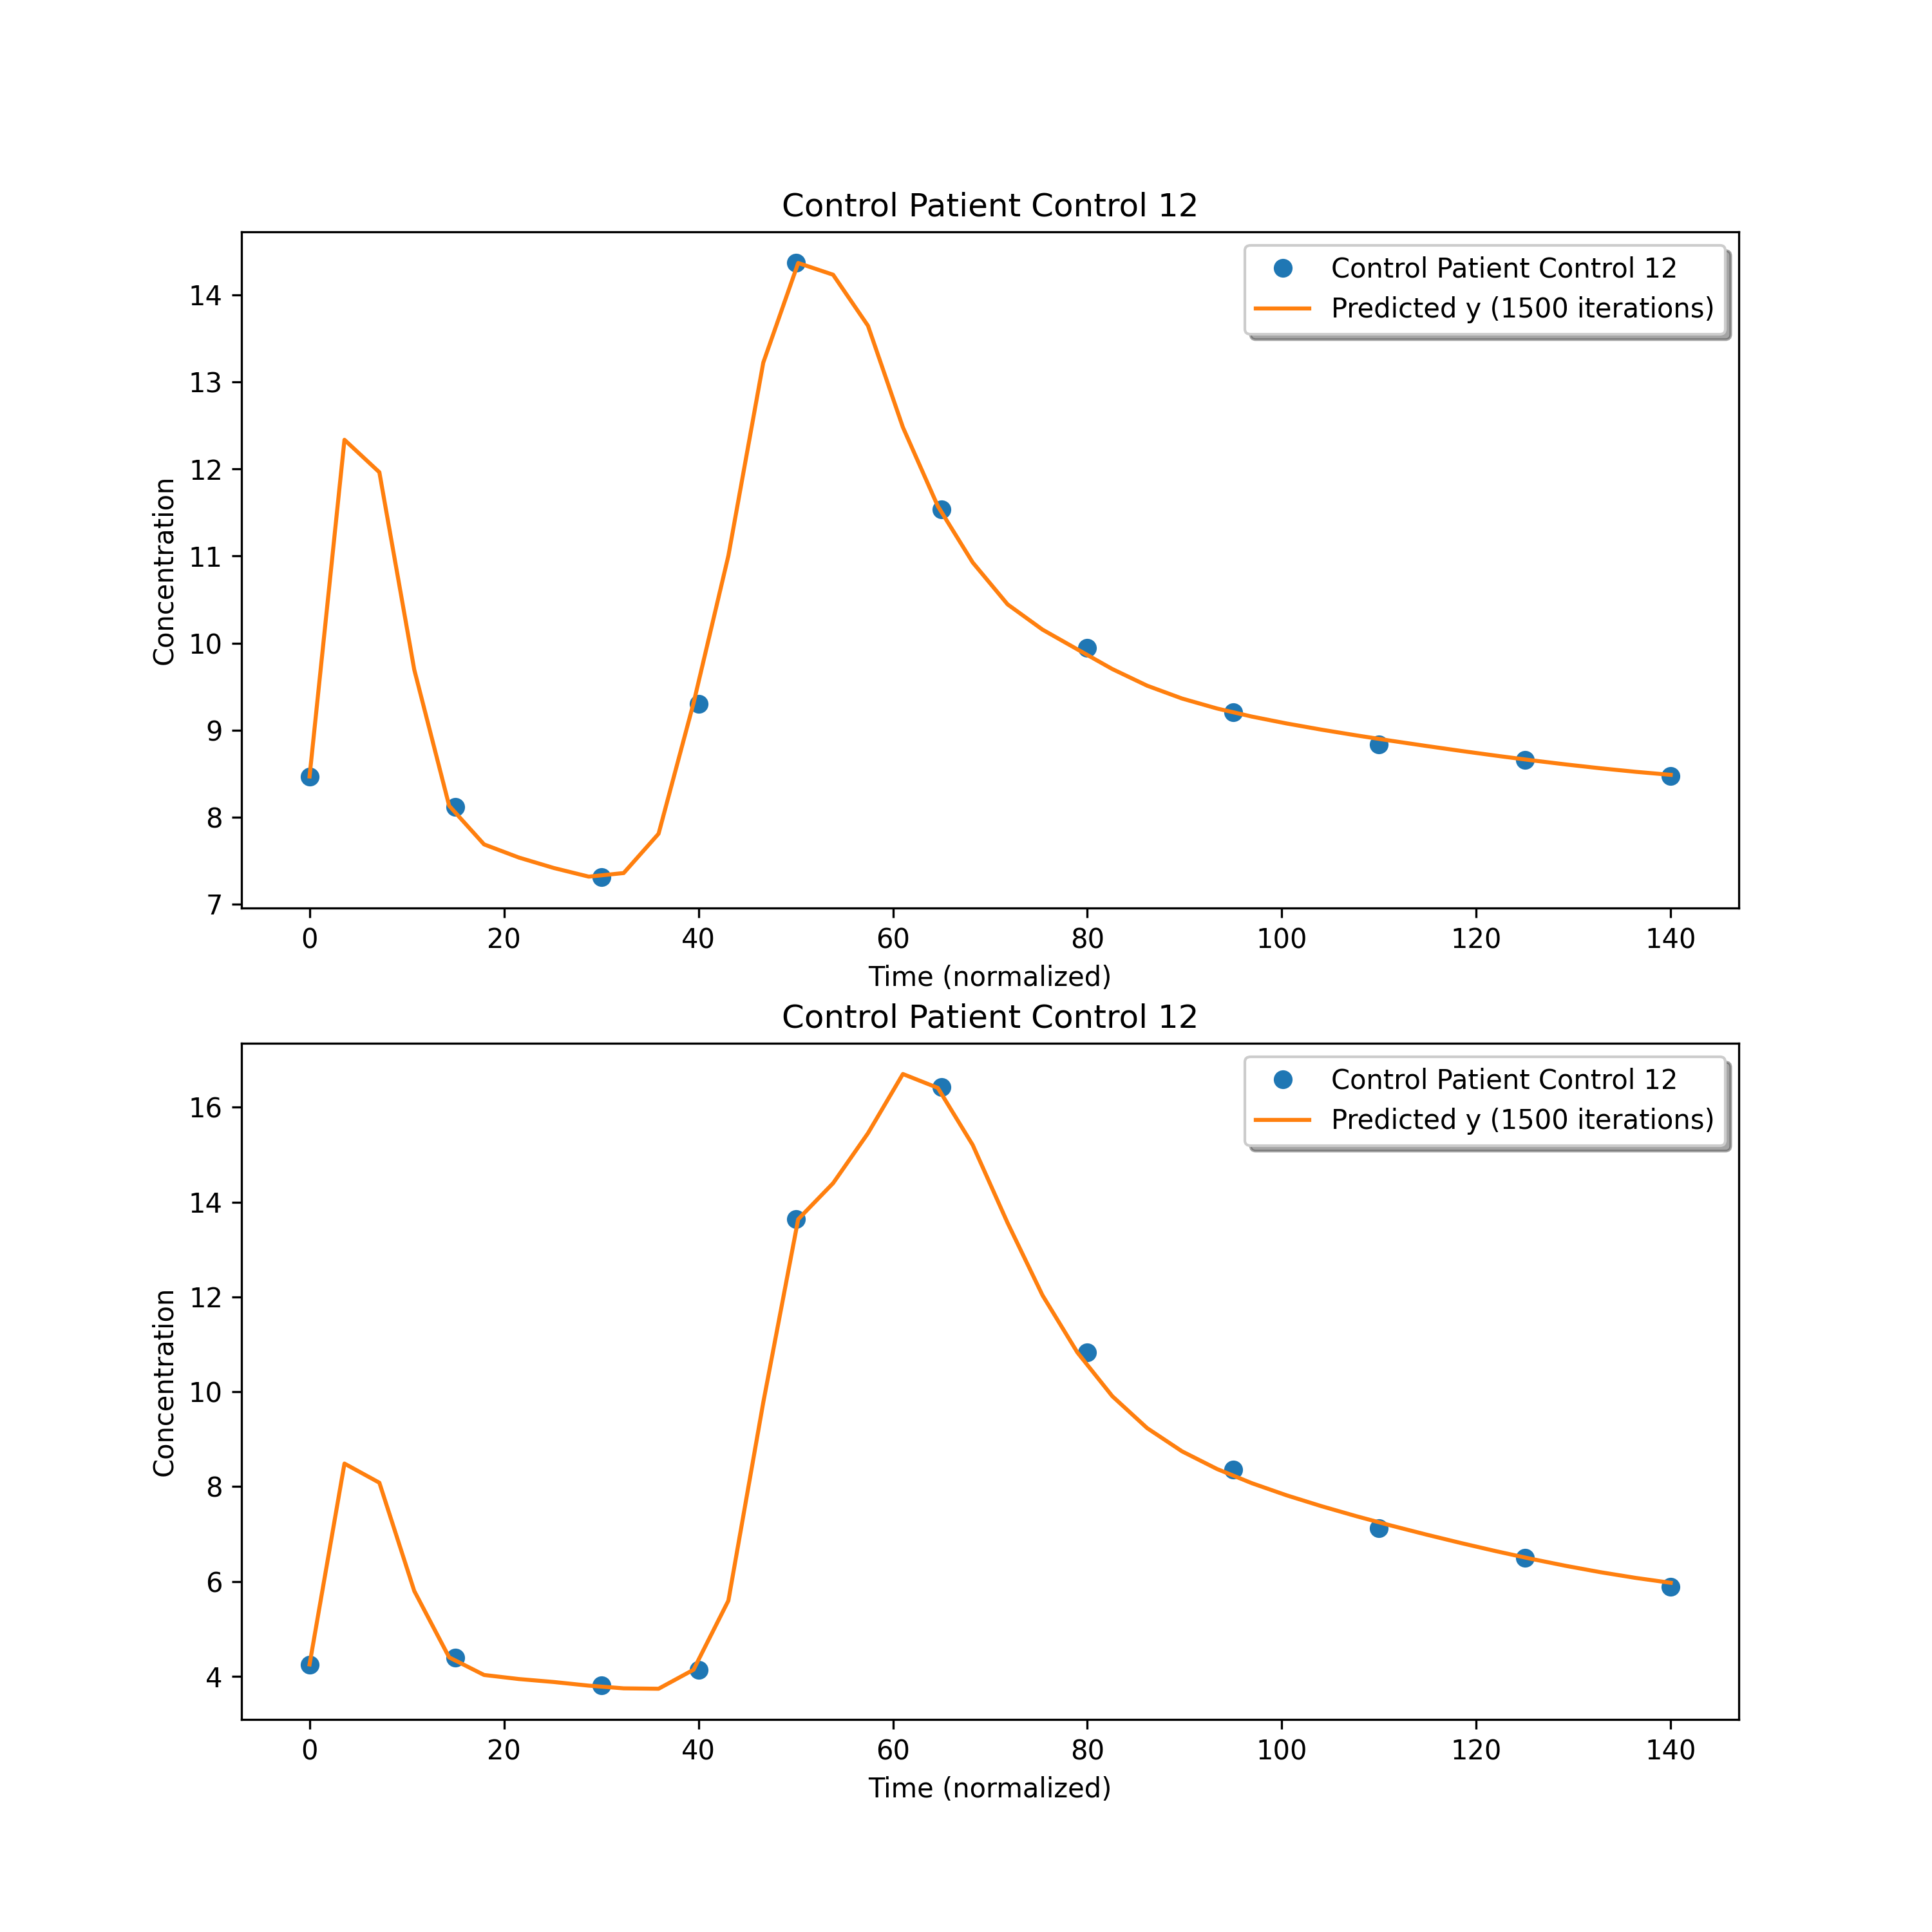 Control Patient Control 12
Control Patient Control 12
Predicted y (1500 iterations)
14
13
12
11
10
9
8
7
Concentration
0 20 40 60 80 100 120 140
Time (normalized)
Control Patient Control 12
Control Patient Control 12
Predicted y (1500 iterations)
16
14
12
10
8
6
4
Concentration
0 20 40 60 80 100 120 140
Time (normalized)